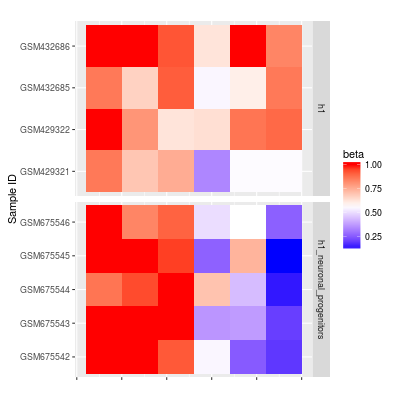 Sample ID
GSM432686
GSM432685
GSM429322
GSM429321
h1
GSM675546
GSM675545
GSM675544
GSM675543
GSM675542
h1_neuronal_progenitors
beta
1.00
0.75
0.50
0.25